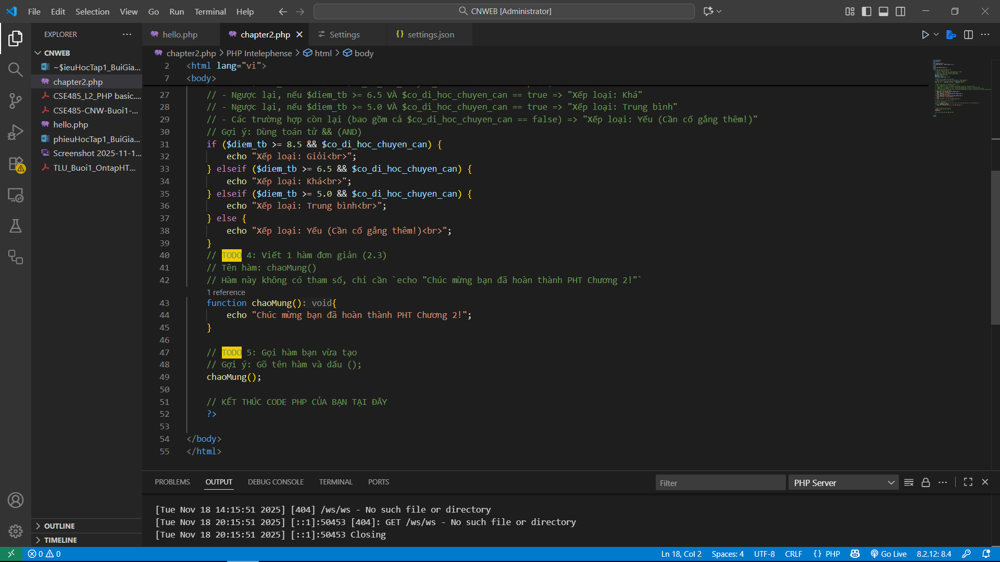 File Edit Selection View Go Run Terminal Help
CNWEB [Administrator]
EXPLORER
hello.php
chapter2.php
Settings
{} settings.json
CNWEB
~$ieuHocTap1_BuiGia...
chapter2.php
CSE485_L2_PHP basic....
CSE485-CNW-Buoi1-...
hello.php
phieuHocTap1_BuiGia...
Screenshot 2025-11-1...
TLU_Buoi1_OntapHT...
OUTLINE
TIMELINE
chapter2.php > PHP Intelephense > html > body
2 <html lang="vi">
7 <body>
27 // - Ngược lại, nếu $diem_tb >= 6.5 VÀ $co_di_hoc_chuyen_can == true => "Xếp loại: Khá"
28 // - Ngược lại, nếu $diem_tb >= 5.0 VÀ $co_di_hoc_chuyen_can == true => "Xếp loại: Trung bình"
29 // - Các trường hợp còn lại (bao gồm cả $co_di_hoc_chuyen_can == false) => "Xếp loại: Yếu (Cần cố gắng thêm!)"
30 // Gợi ý: Dùng toán tử && (AND)
31 if ($diem_tb >= 8.5 && $co_di_hoc_chuyen_can) {
32 echo "Xếp loại: Giỏi<br>";
33 } elseif ($diem_tb >= 6.5 && $co_di_hoc_chuyen_can) {
34 echo "Xếp loại: Khá<br>";
35 } elseif ($diem_tb >= 5.0 && $co_di_hoc_chuyen_can) {
36 echo "Xếp loại: Trung bình<br>";
37 } else {
38 echo "Xếp loại: Yếu (Cần cố gắng thêm!)<br>";
39 }
40 // TODO 4: Viết 1 hàm đơn giản (2.3)
41 // Tên hàm: chaoMung()
42 // Hàm này không có tham số, chỉ cần `echo "Chúc mừng bạn đã hoàn thành PHT Chương 2!"`
1 reference
43 function chaoMung(): void{
44 echo "Chúc mừng bạn đã hoàn thành PHT Chương 2!";
45 }
46
47 // TODO 5: Gọi hàm bạn vừa tạo
48 // Gợi ý: Gõ tên hàm và dấu ();
49 chaoMung();
50
51 // KẾT THÚC CODE PHP CỦA BẠN TẠI ĐÂY
52 ?>
53
54 </body>
55 </html>
PROBLEMS OUTPUT DEBUG CONSOLE TERMINAL PORTS
Filter
PHP Server
[Tue Nov 18 14:15:51 2025] [404] /ws/ws - No such file or directory
[Tue Nov 18 20:15:51 2025] [::1]:50453 [404]: GET /ws/ws - No such file or directory
[Tue Nov 18 20:15:51 2025] [::1]:50453 Closing
0 0
Ln 18, Col 2 Spaces: 4 UTF-8 CRLF {} PHP Go Live 8.2.12: 8.4